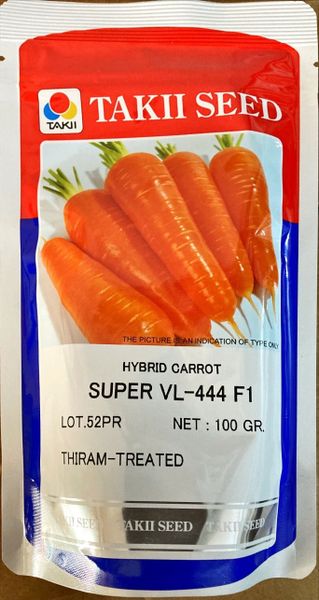 TAKII
TAKII SEED
THE PICTURE IS AN INDICATION OF TYPE ONLY
HYBRID CARROT
SUPER VL-444 F1
LOT.52PR NET : 100 GR.
THIRAM-TREATED
TAKII SEED TAKII SEED TAKII SEED